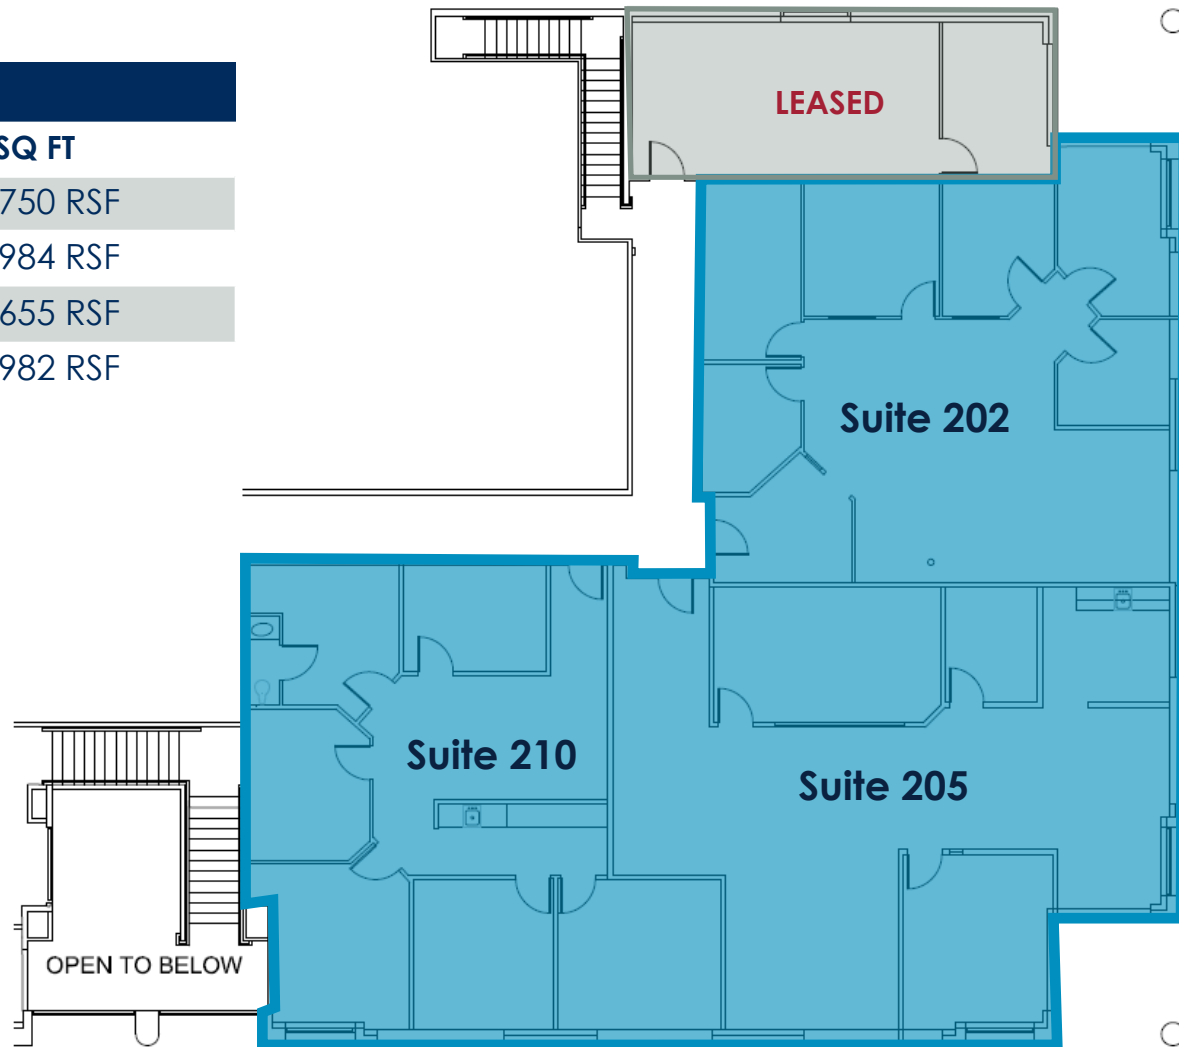 SQ FT
750 RSF
984 RSF
655 RSF
982 RSF
LEASED
Suite 202
Suite 210
Suite 205
OPEN TO BELOW